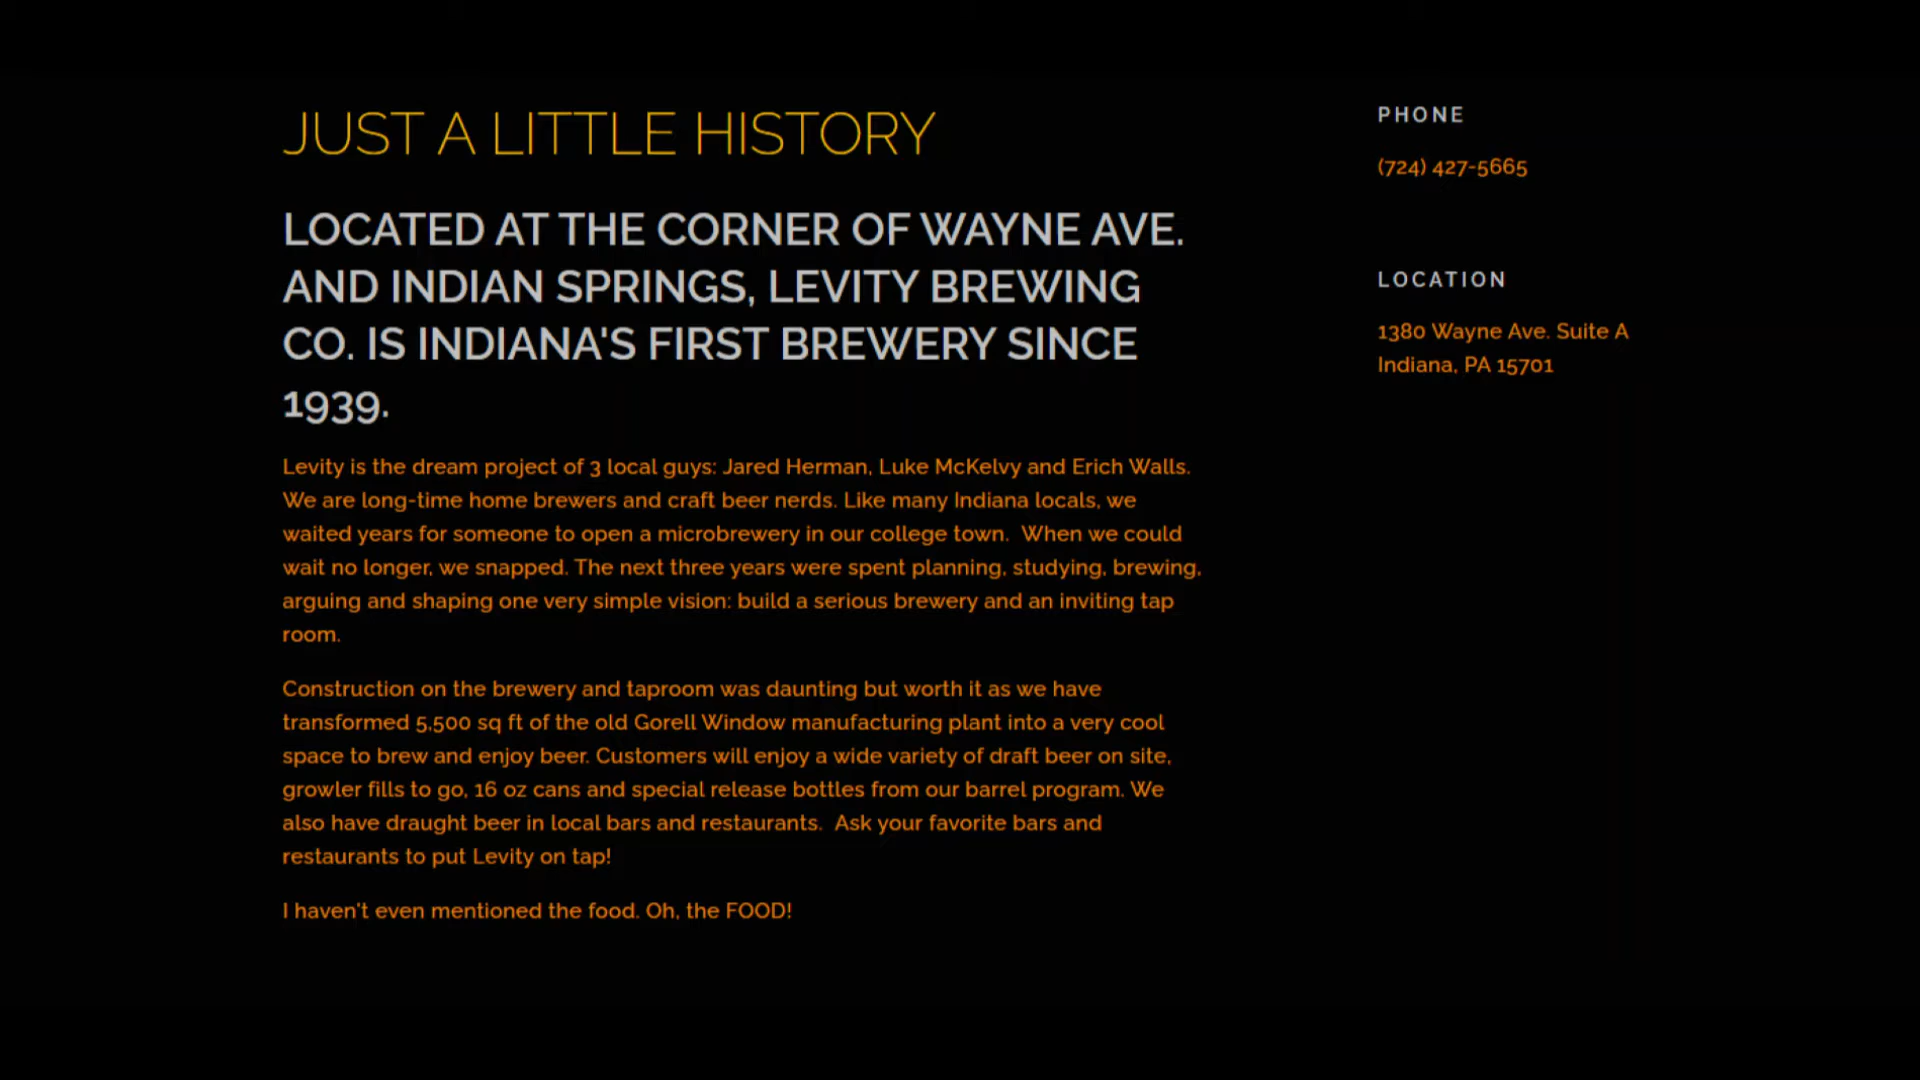 JUST A LITTLE HISTORY
LOCATED AT THE CORNER OF WAYNE AVE.
AND INDIAN SPRINGS, LEVITY BREWING
CO. IS INDIANA'S FIRST BREWERY SINCE
1939.
Levity is the dream project of 3 local guys: Jared Herman, Luke McKelvy and Erich Walls.
We are long-time home brewers and craft beer nerds. Like many Indiana locals, we
waited years for someone to open a microbrewery in our college town.  When we could
wait no longer, we snapped. The next three years were spent planning, studying, brewing,
arguing and shaping one very simple vision: build a serious brewery and an inviting tap
room.
Construction on the brewery and taproom was daunting but worth it as we have
transformed 5,500 sq ft of the old Gorell Window manufacturing plant into a very cool
space to brew and enjoy beer. Customers will enjoy a wide variety of draft beer on site,
growler fills to go, 16 oz cans and special release bottles from our barrel program. We
also have draught beer in local bars and restaurants.  Ask your favorite bars and
restaurants to put Levity on tap!
I haven't even mentioned the food. Oh, the FOOD!
PHONE
(724) 427-5665
LOCATION
1380 Wayne Ave. Suite A
Indiana, PA 15701